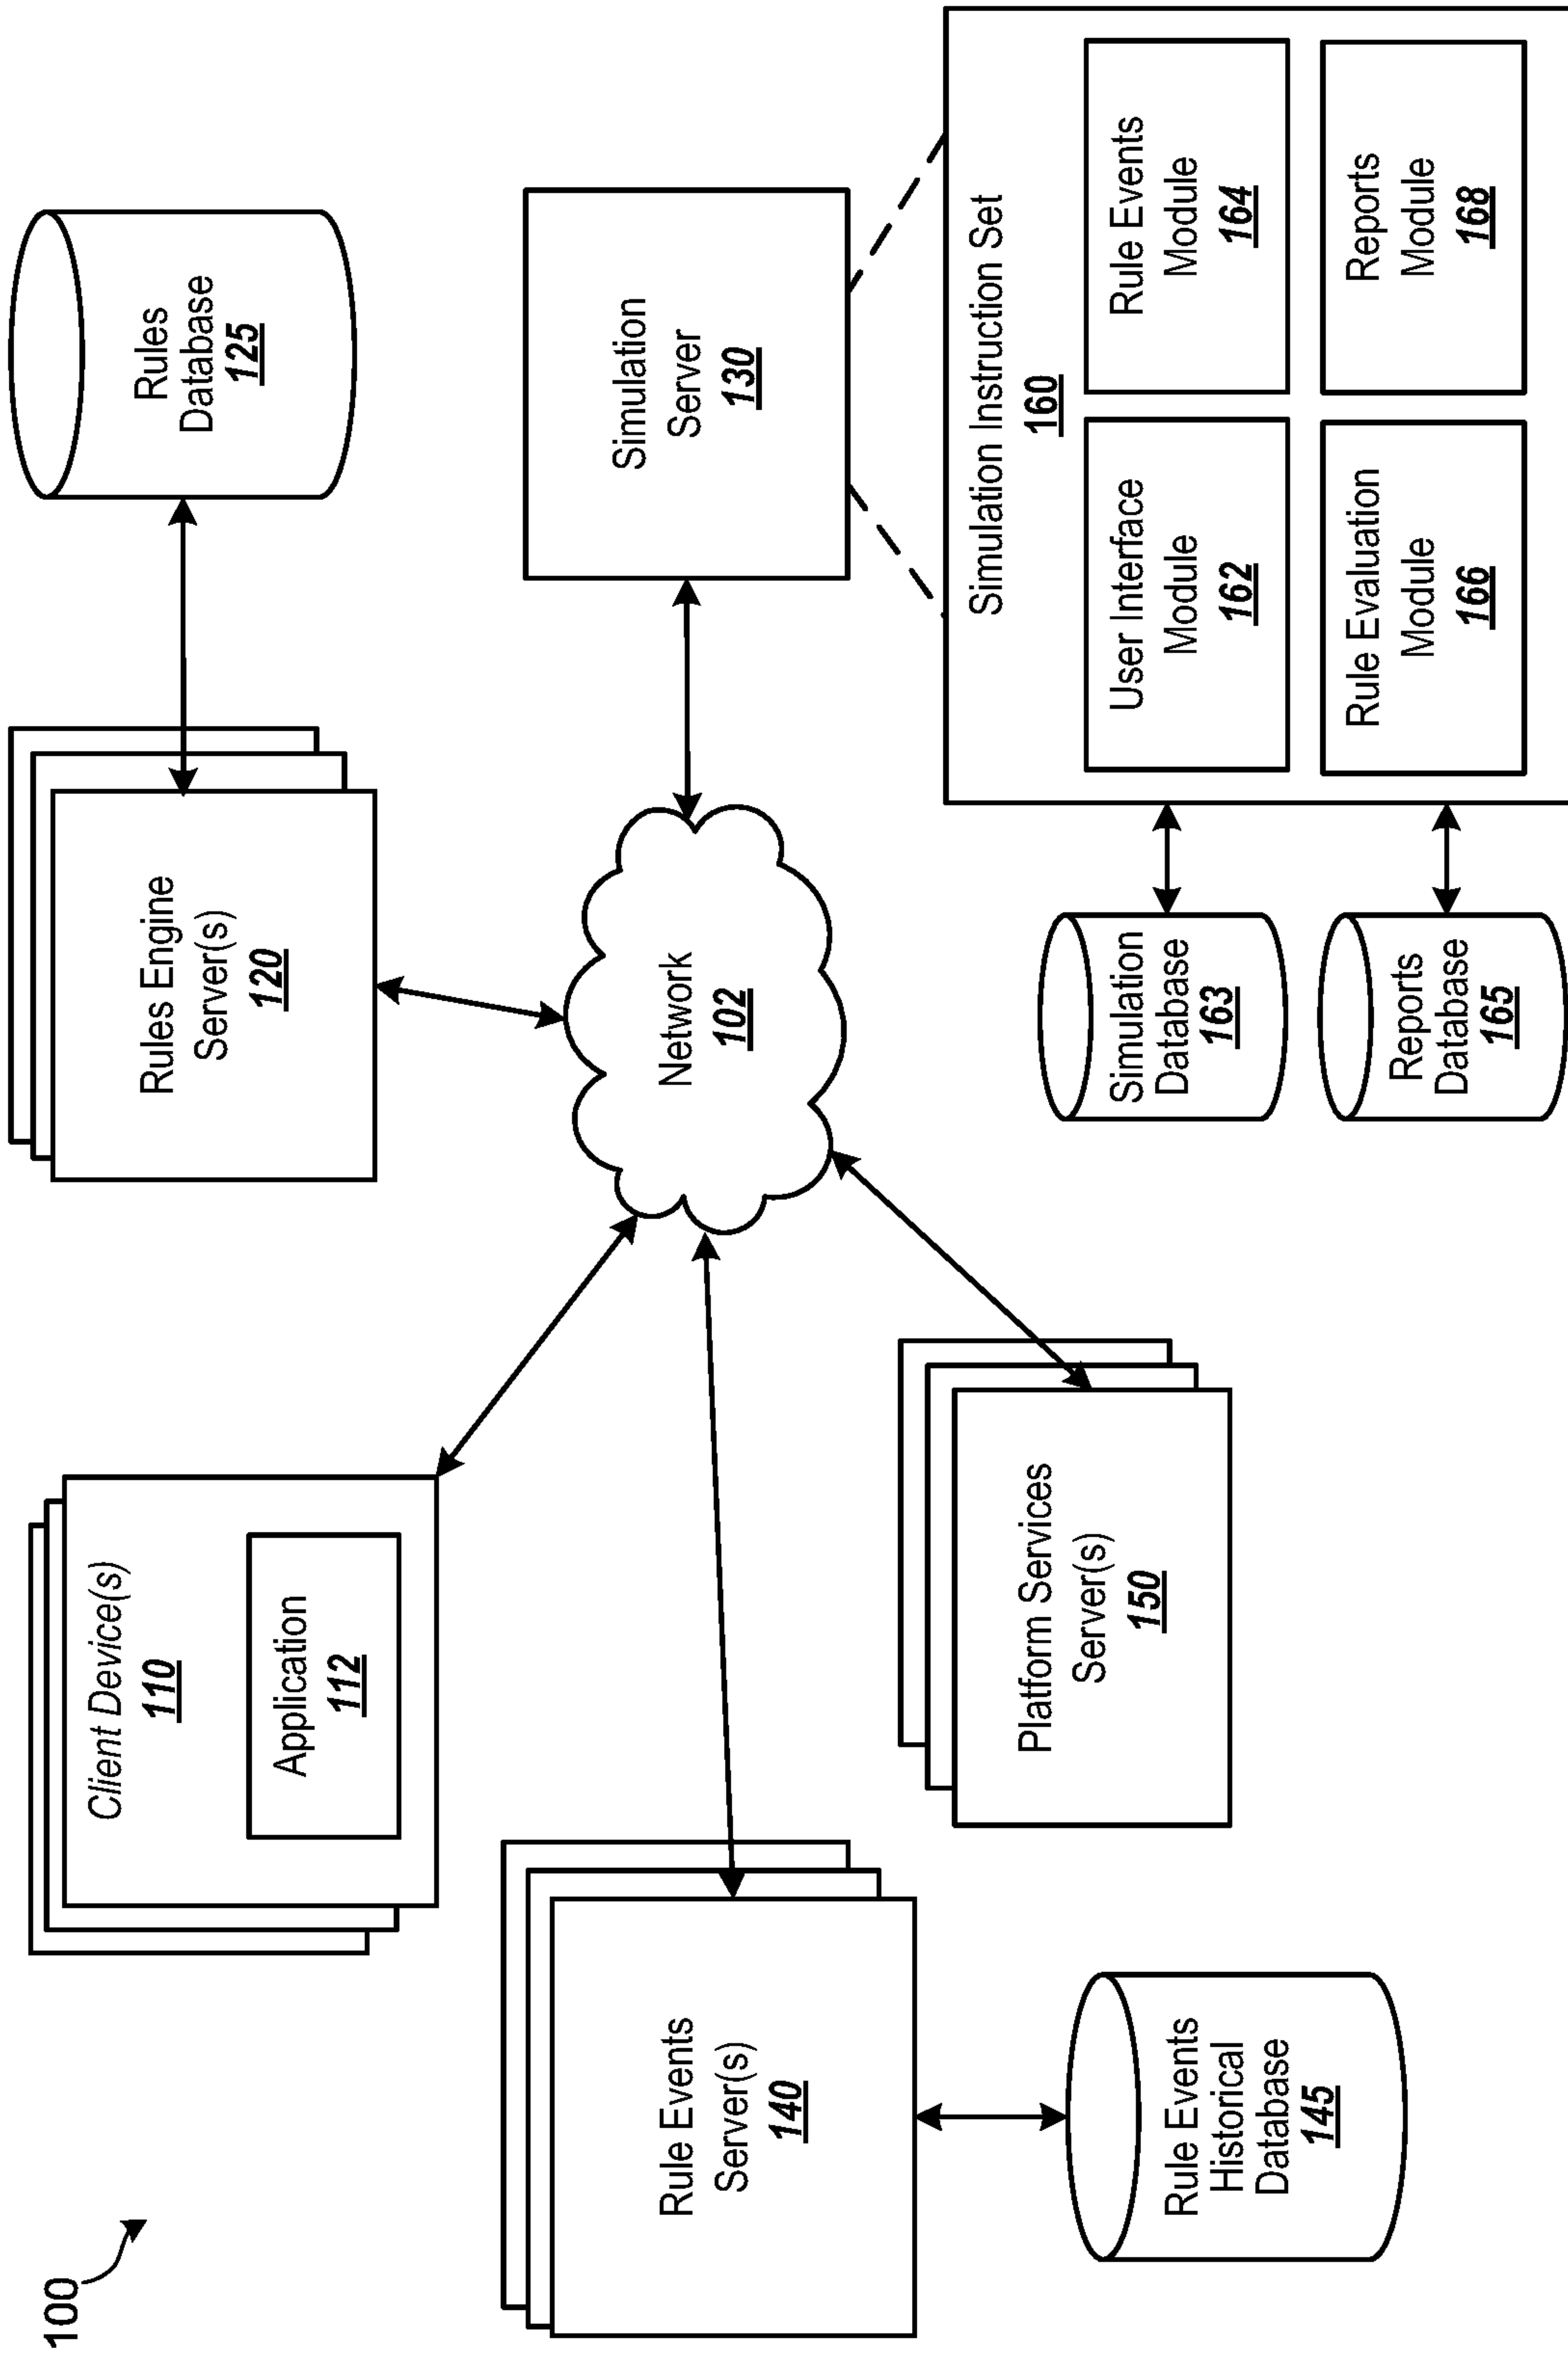 100
Client Device(s)
110
Application
112
Rules Engine
Server(s)
120
Rules
Database
125
Rule Events
Server(s)
140
Network
102
Simulation
Server
130
Platform Services
Server(s)
150
Rule Events
Historical
Database
145
Simulation
Database
163
Reports
Database
165
Simulation Instruction Set
160
User Interface
Module
162
Rule Events
Module
164
Rule Evaluation
Module
166
Reports
Module
168